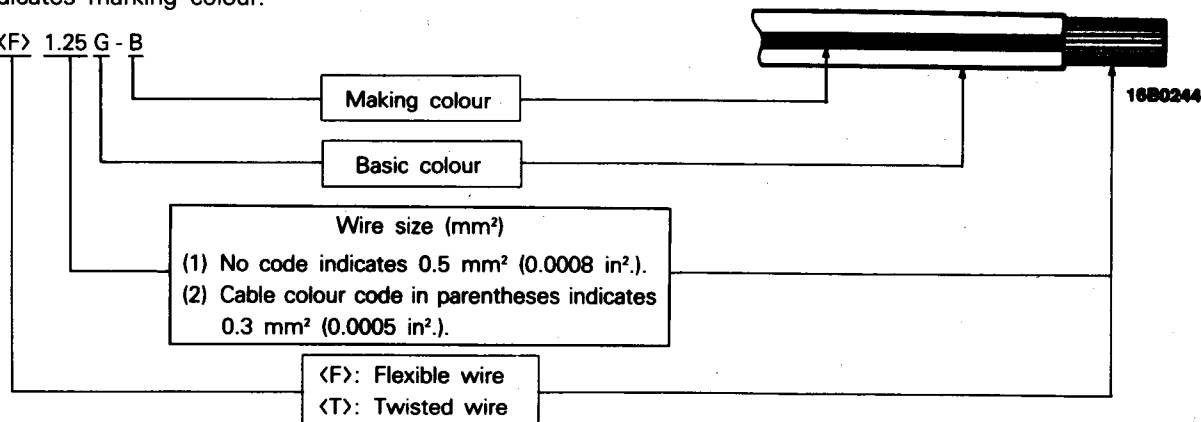 dicates marking colour.
<F> 1.25 G - B
Making colour
16B0244
Basic colour
Wire size (mm²)
(1) No code indicates 0.5 mm² (0.0008 in².).
(2) Cable colour code in parentheses indicates
0.3 mm² (0.0005 in².).
<F>: Flexible wire
<T>: Twisted wire